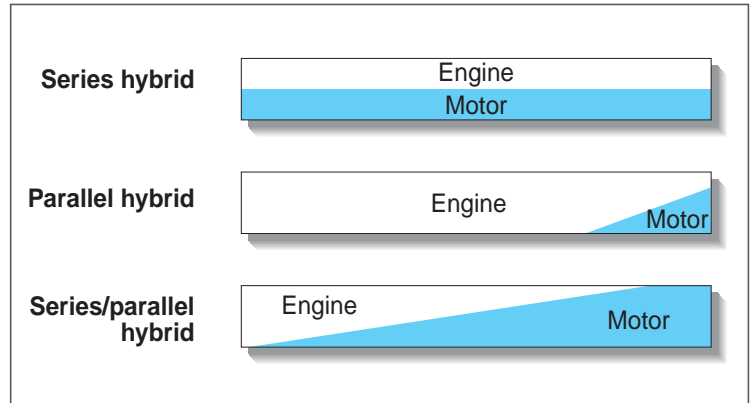 Series hybrid
Engine
Motor
Parallel hybrid
Engine
Motor
Series/parallel
hybrid
Engine
Motor